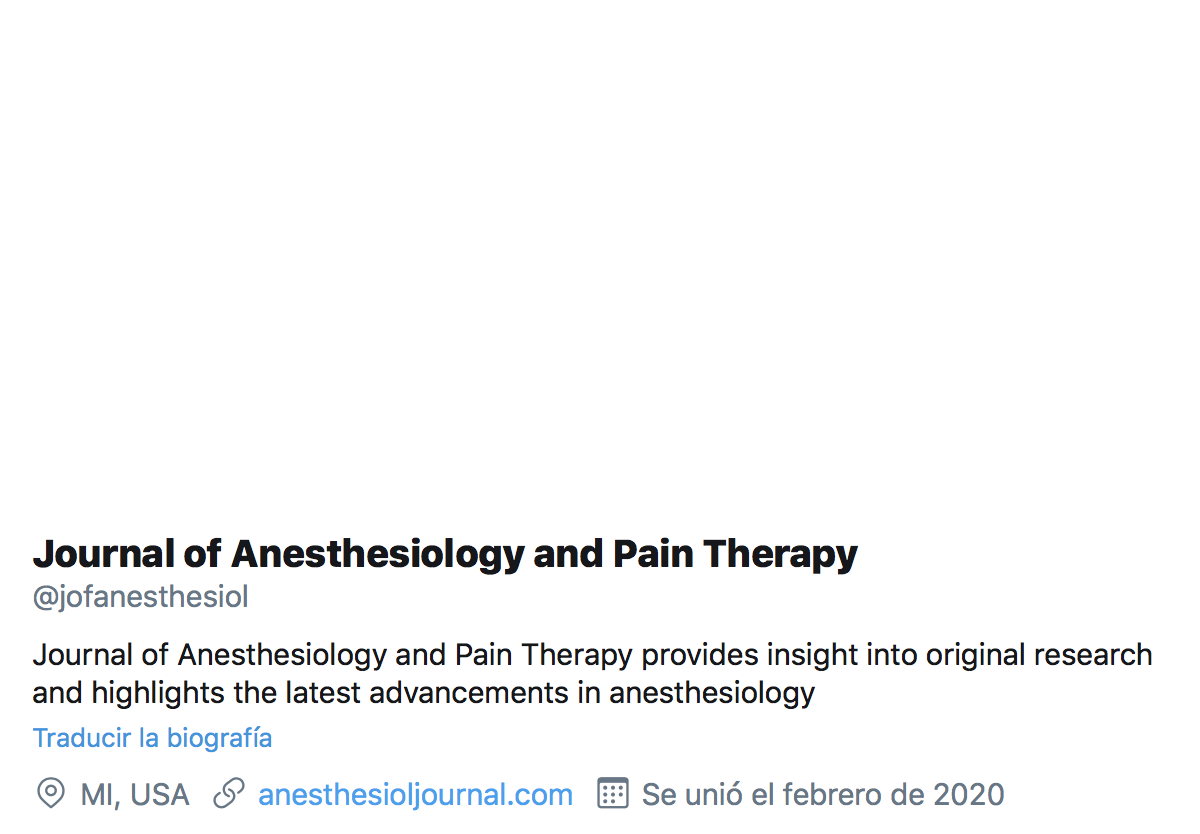 Journal of Anesthesiology and Pain Therapy
@jofanesthesiol
Journal of Anesthesiology and Pain Therapy provides insight into original research
and highlights the latest advancements in anesthesiology
Traducir la biografía
MI, USA anesthesioljournal.com Se unió el febrero de 2020